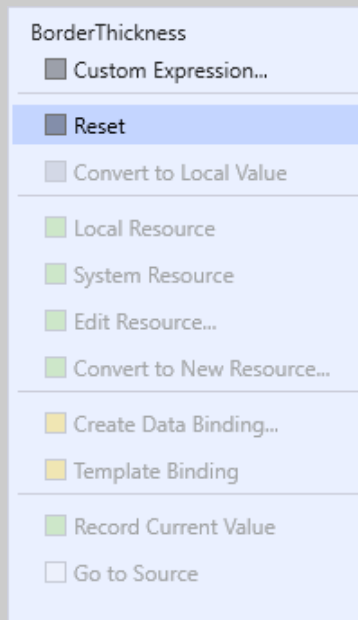 BorderThickness
Custom Expression...
Reset
Convert to Local Value
Local Resource
System Resource
Edit Resource...
Convert to New Resource...
Create Data Binding...
Template Binding
Record Current Value
Go to Source